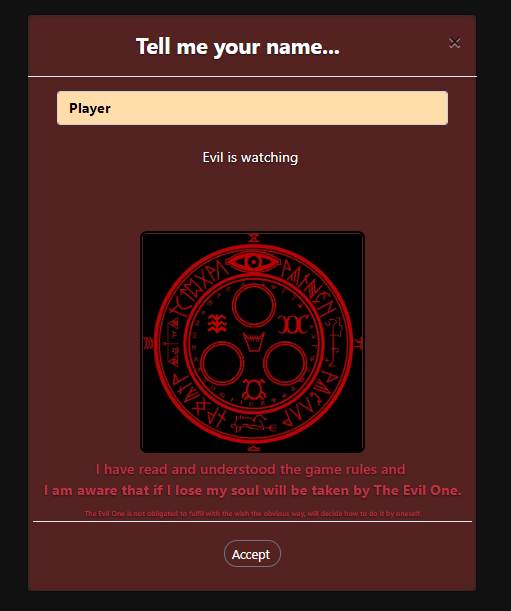 Tell me your name...
×
Player
Evil is watching
I have read and understood the game rules and
I am aware that if I lose my soul will be taken by The Evil One.
The Evil One is not obligated to fulfil with the wish the obvious way, will decide how to do it by oneself.
Accept